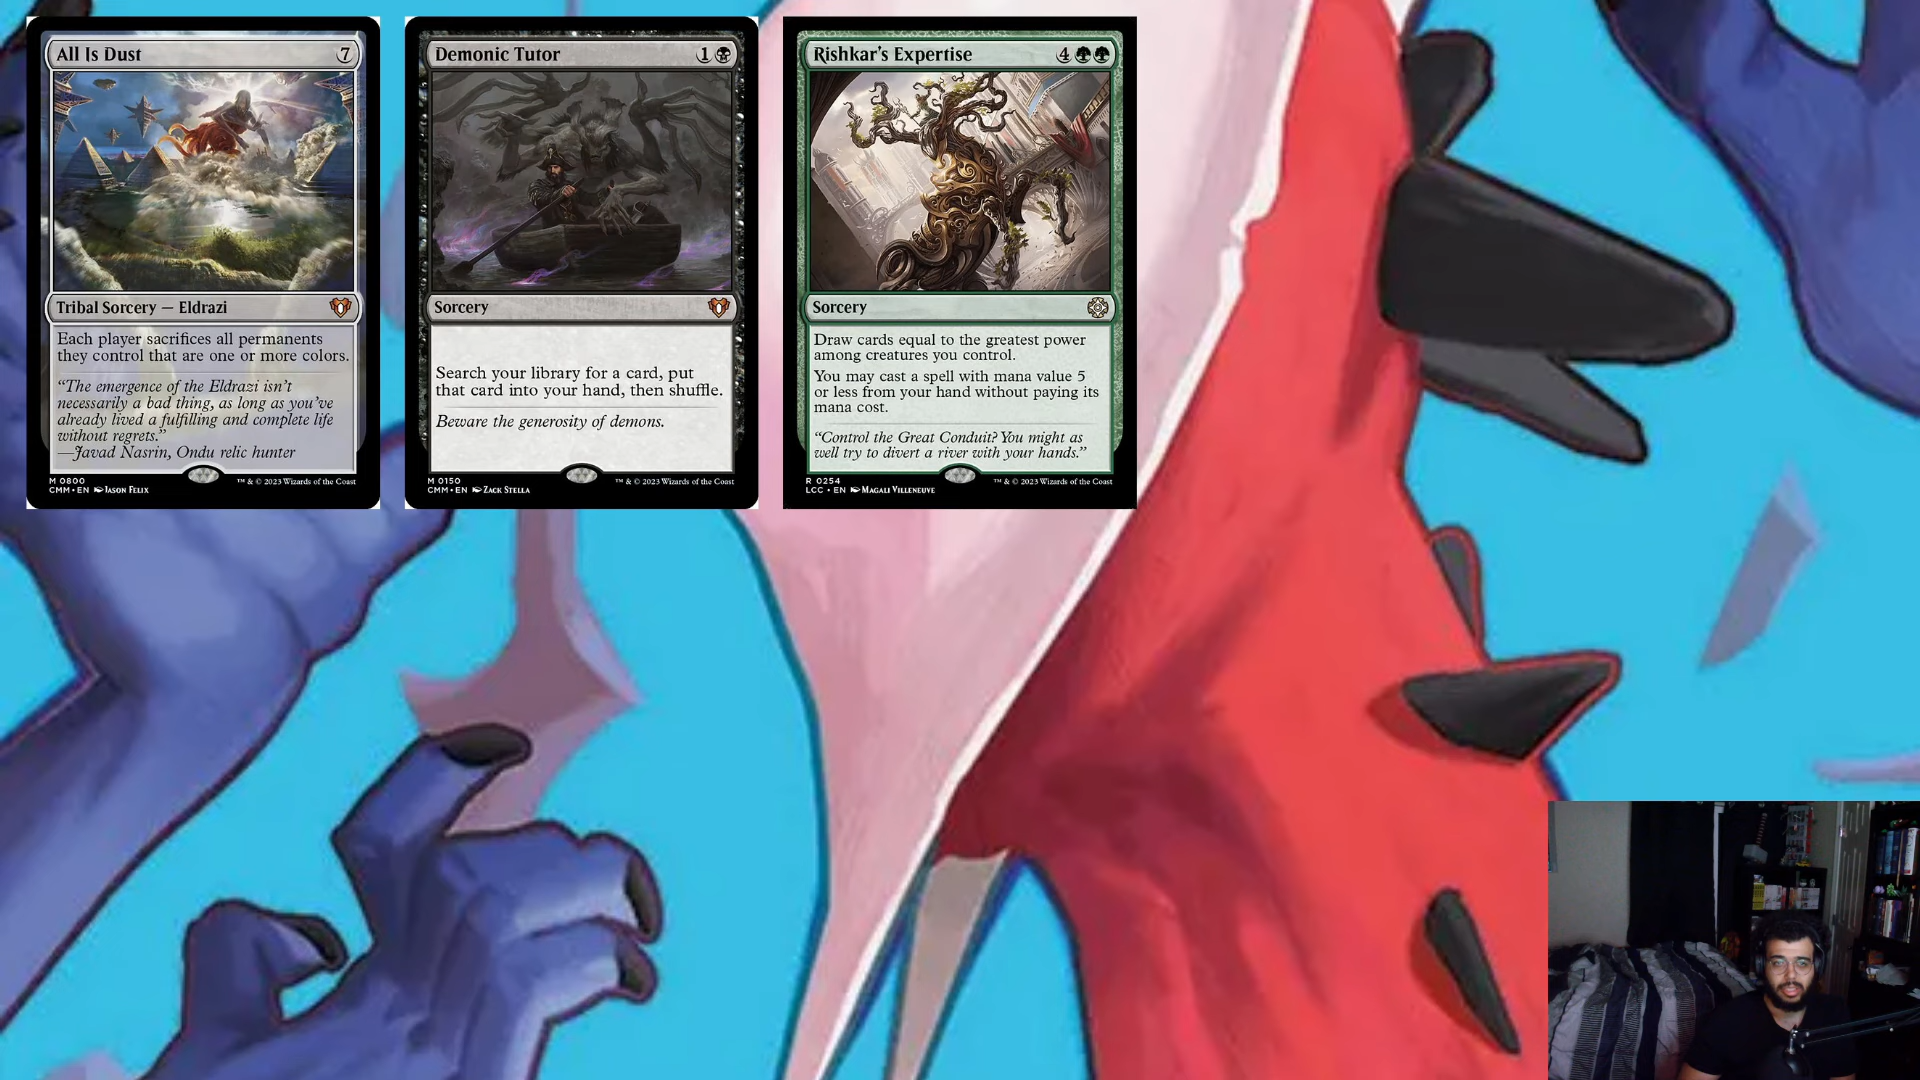 All Is Dust 7
Tribal Sorcery — Eldrazi
Each player sacrifices all permanents
they control that are one or more colors.
“The emergence of the Eldrazi isn’t
necessarily a bad thing, as long as you’ve
already lived a fulfilling and complete life
without regrets.”
—Javad Nasrin, Ondu relic hunter
M 0800
CMM • EN Jason Felix
™ & © 2023 Wizards of the Coast
Demonic Tutor 1
Sorcery
Search your library for a card, put
that card into your hand, then shuffle.
Beware the generosity of demons.
M 0150
CMM • EN Zack Stella
™ & © 2023 Wizards of the Coast
Rishkar’s Expertise 4
Sorcery
Draw cards equal to the greatest power
among creatures you control.
You may cast a spell with mana value 5
or less from your hand without paying its
mana cost.
“Control the Great Conduit? You might as
well try to divert a river with your hands.”
R 0254
LCC • EN Magali Villeneuve
™ & © 2023 Wizards of the Coast